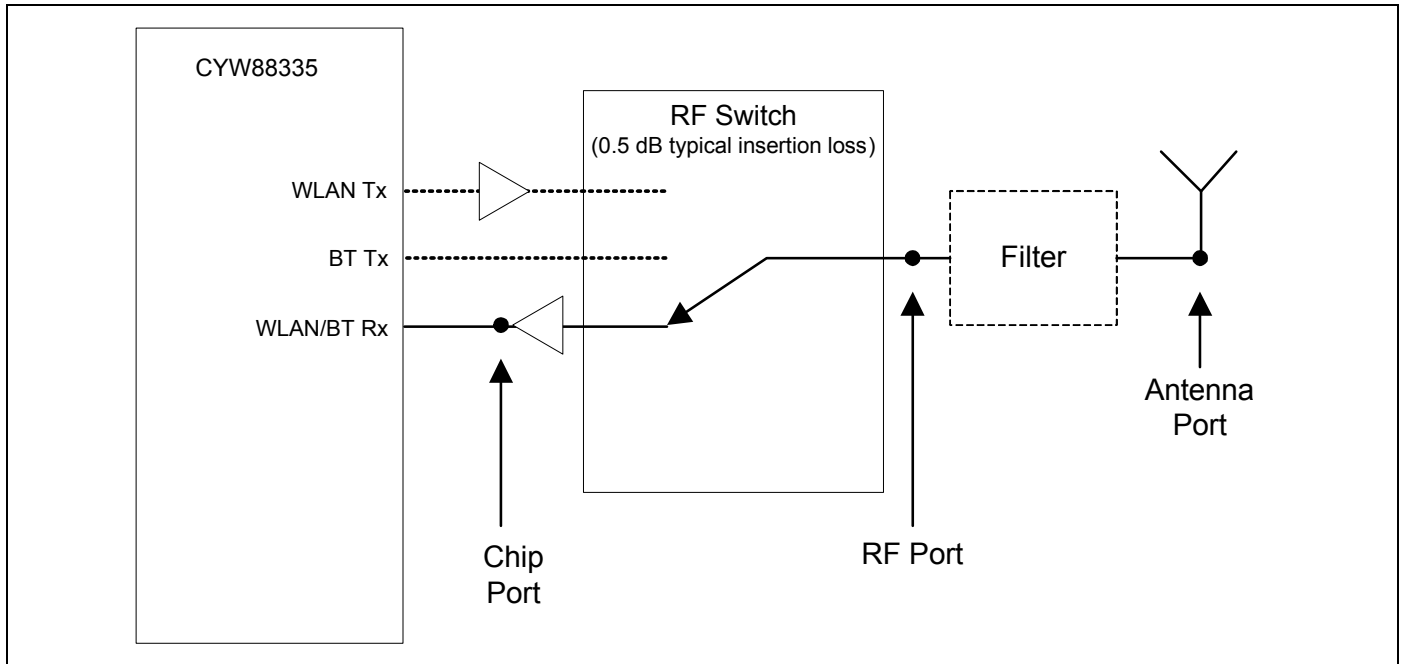 CYW88335
RF Switch
(0.5 dB typical insertion loss)
WLAN Tx
BT Tx
Filter
WLAN/BT Rx
Antenna
Port
Chip
Port
RF Port